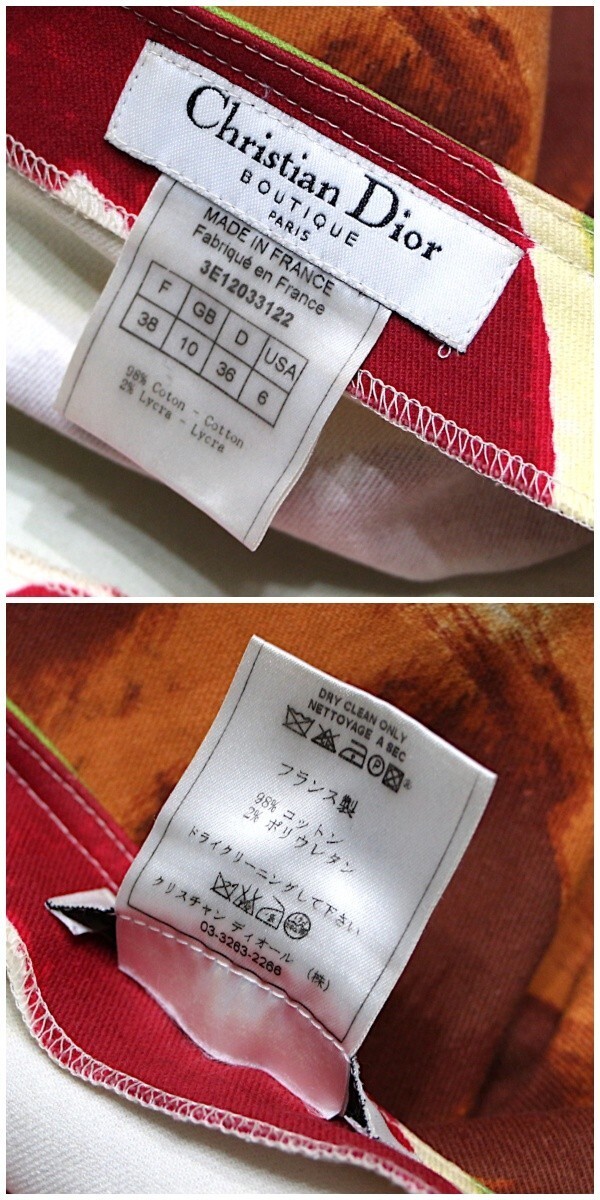 Christian Dior
BOUTIQUE
PARIS
MADE IN FRANCE
Fabriqué en France
3E12033122
F GB D USA
38 10 36 6
98% Coton - Cotton
2% Lycra - Lycra
DRY CLEAN ONLY
NETTOYAGE A SEC
フランス製
98% コットン
2% ポリウレタン
ドライクリーニングして下さい
クリスチャン ディオール (株)
03-3263-2266